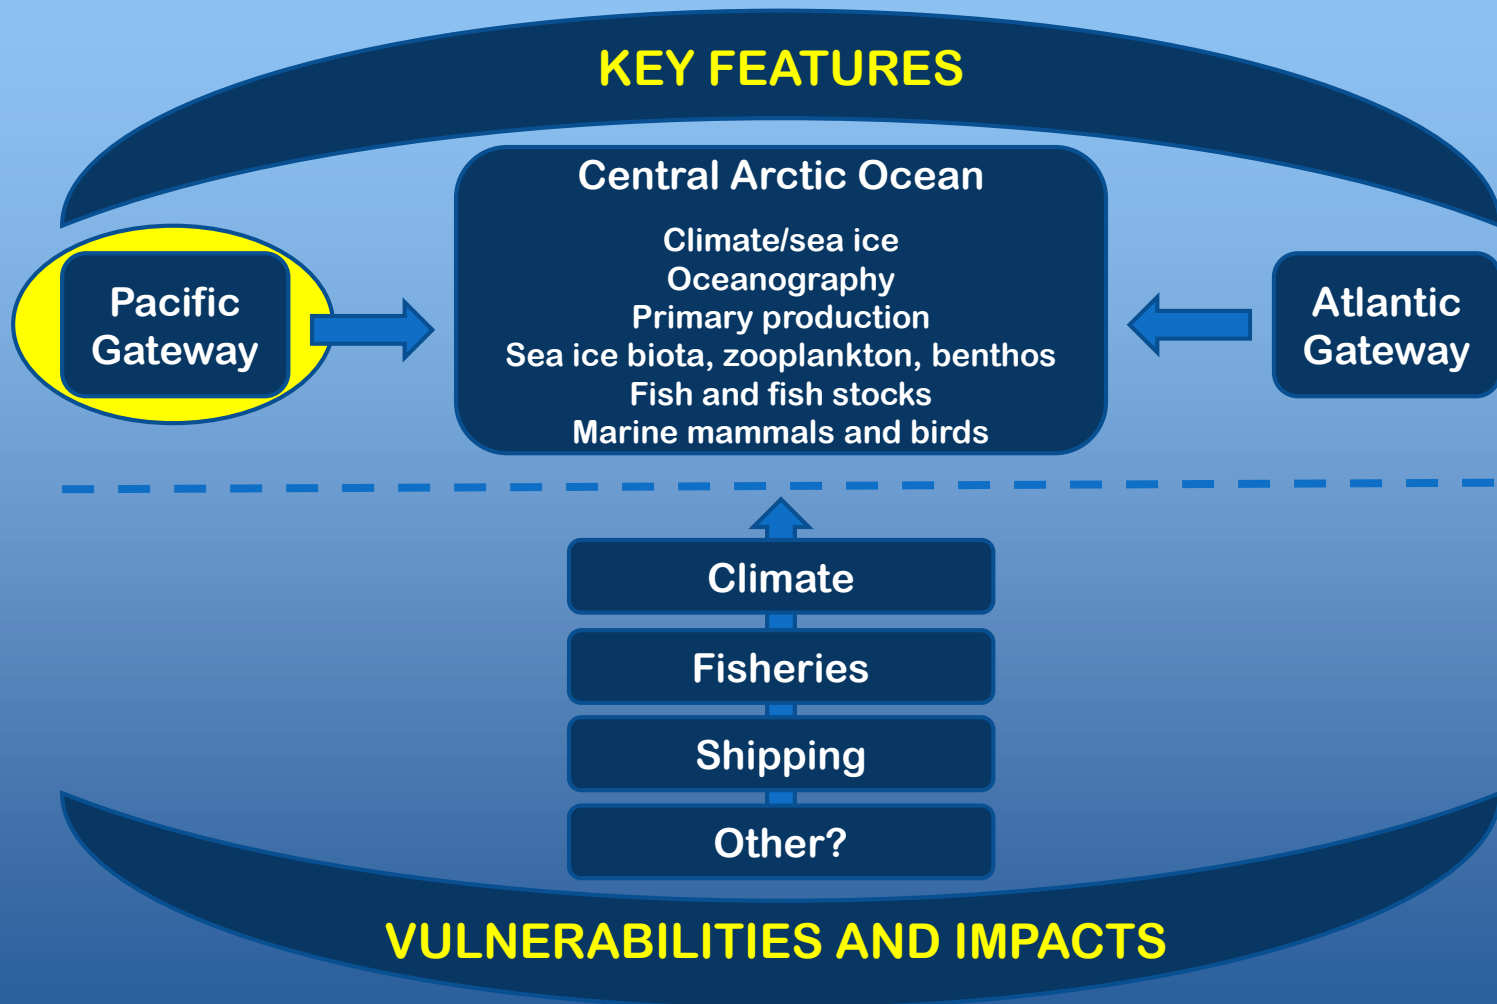 KEY FEATURES
Central Arctic Ocean
Climate/sea ice
Oceanography
Primary production
Sea ice biota, zooplankton, benthos
Fish and fish stocks
Marine mammals and birds
Pacific
Gateway
Atlantic
Gateway
Climate
Fisheries
Shipping
Other?
VULNERABILITIES AND IMPACTS